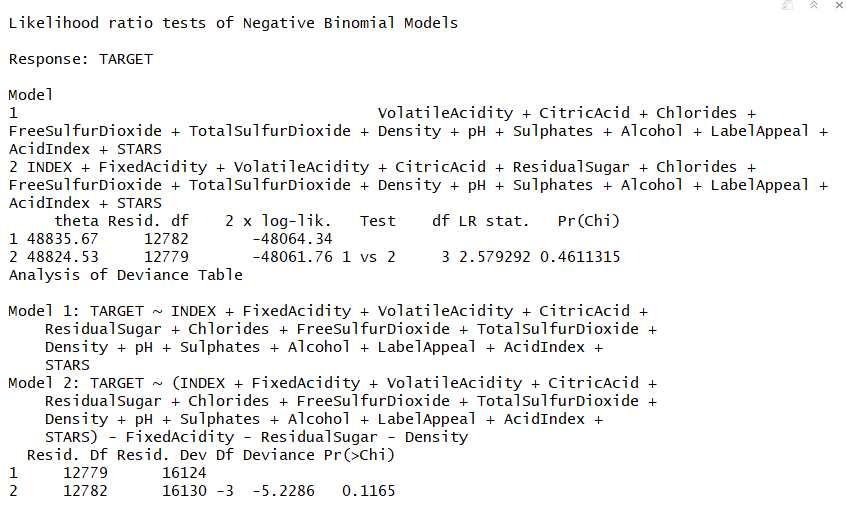 Likelihood ratio tests of Negative Binomial Models
Response: TARGET
Model
1                                         VolatileAcidity + CitricAcid + Chlorides +
FreeSulfurDioxide + TotalSulfurDioxide + Density + pH + Sulphates + Alcohol + LabelAppeal +
AcidIndex + STARS
2 INDEX + FixedAcidity + VolatileAcidity + CitricAcid + ResidualSugar + Chlorides +
FreeSulfurDioxide + TotalSulfurDioxide + Density + pH + Sulphates + Alcohol + LabelAppeal +
AcidIndex + STARS
     theta Resid. df    2 x log-lik.   Test    df LR stat.   Pr(Chi)
1 48835.67     12782       -48064.34
2 48824.53     12779       -48061.76 1 vs 2     3 2.579292 0.4611315
Analysis of Deviance Table
Model 1: TARGET ~ INDEX + FixedAcidity + VolatileAcidity + CitricAcid +
    ResidualSugar + Chlorides + FreeSulfurDioxide + TotalSulfurDioxide +
    Density + pH + Sulphates + Alcohol + LabelAppeal + AcidIndex +
    STARS
Model 2: TARGET ~ (INDEX + FixedAcidity + VolatileAcidity + CitricAcid +
    ResidualSugar + Chlorides + FreeSulfurDioxide + TotalSulfurDioxide +
    Density + pH + Sulphates + Alcohol + LabelAppeal + AcidIndex +
    STARS) - FixedAcidity - ResidualSugar - Density
  Resid. Df Resid. Dev Df Deviance Pr(>Chi)
1     12779      16124
2     12782      16130 -3  -5.2286   0.1165